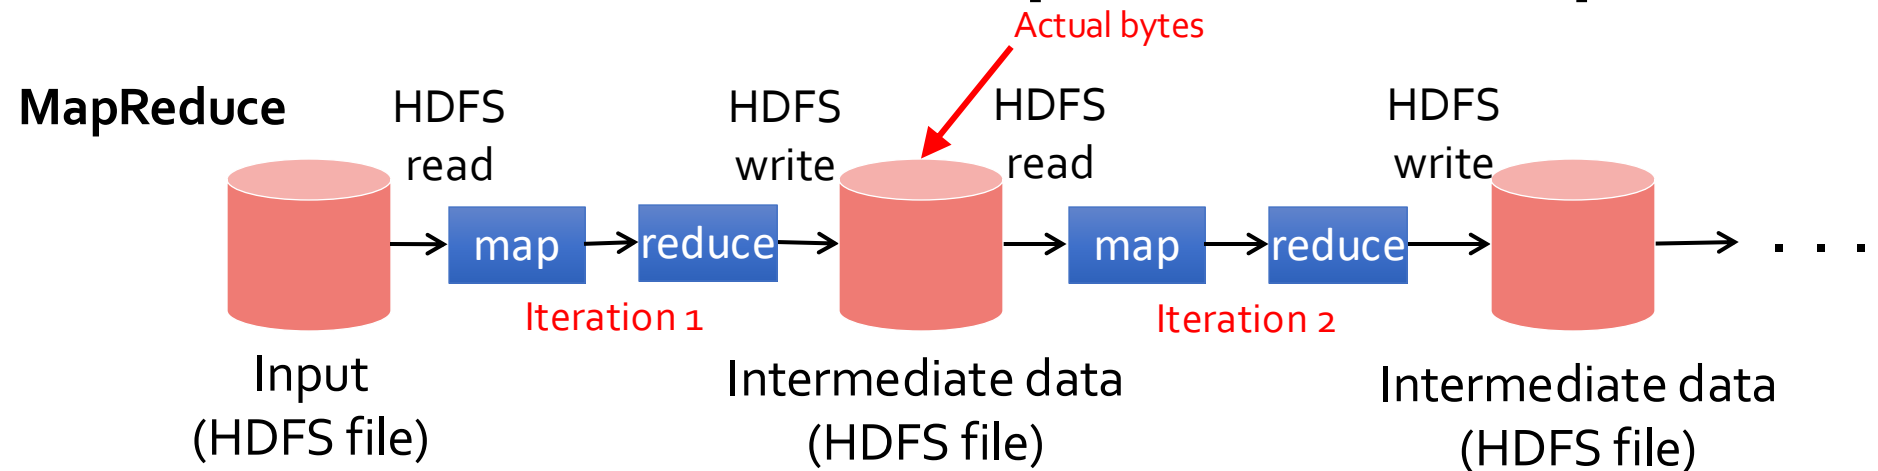 Actual bytes
MapReduce
HDFS
read
HDFS
write
HDFS
read
HDFS
write
map
reduce
map
reduce
. . .
Iteration 1
Iteration 2
Input
(HDFS file)
Intermediate data
(HDFS file)
Intermediate data
(HDFS file)